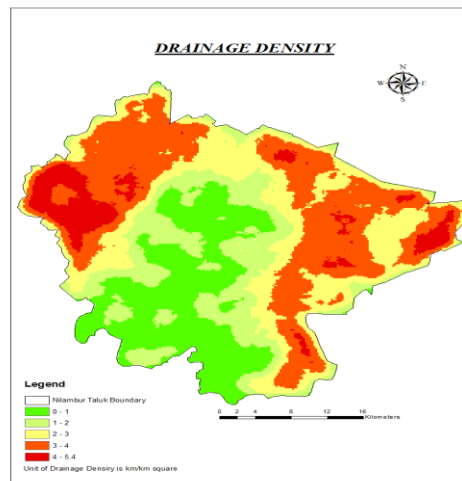 DRAINAGE DENSITY
N
W E
S
Legend
Nilambur Taluk Boundary
0 - 1
1 - 2
2 - 3
3 - 4
4 - 5.4
Unit of Drainage Densiry is km/km square
0 2 4 8 12 16
Kilometers